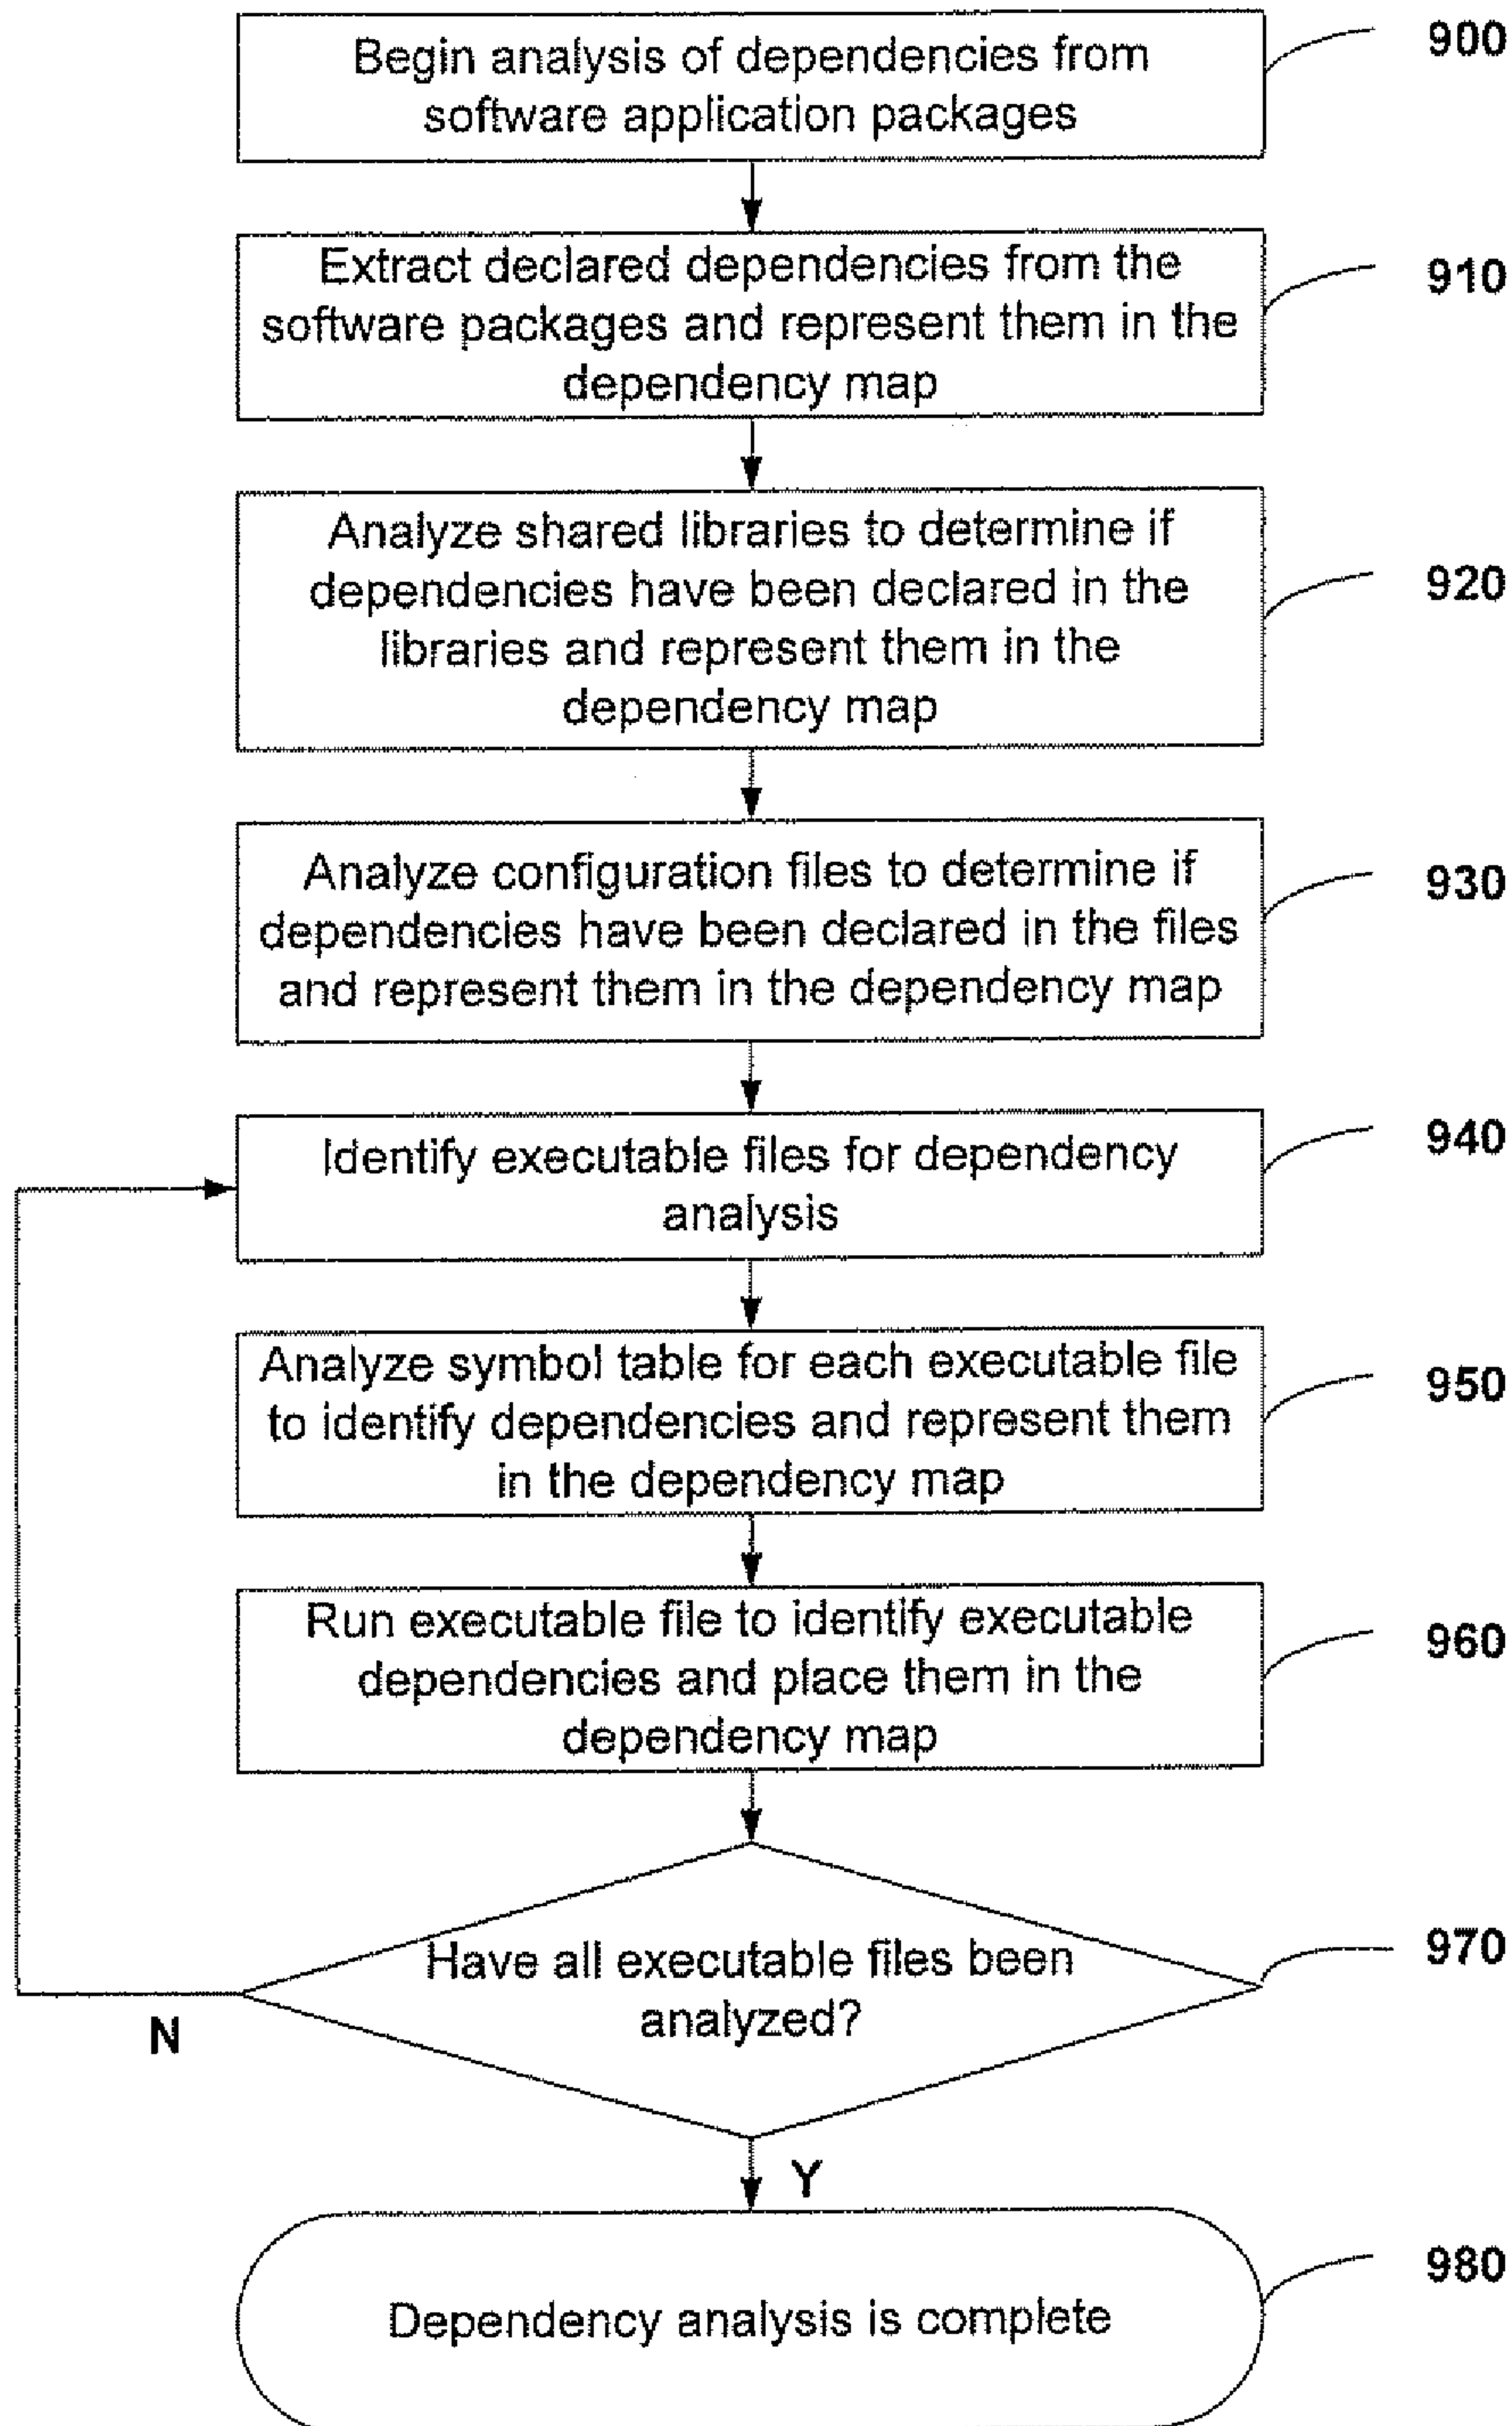 Begin analysis of dependencies from
software application packages
900
Extract declared dependencies from the
software packages and represent them in the
dependency map
910
Analyze shared libraries to determine if
dependencies have been declared in the
libraries and represent them in the
dependency map
920
Analyze configuration files to determine if
dependencies have been declared in the files
and represent them in the dependency map
930
Identify executable files for dependency
analysis
940
Analyze symbol table for each executable file
to identify dependencies and represent them
in the dependency map
950
Run executable file to identify executable
dependencies and place them in the
dependency map
960
Have all executable files been
analyzed?
970
N
Y
Dependency analysis is complete
980